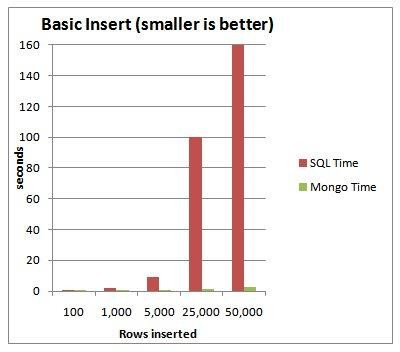 Basic Insert (smaller is better)
160
140
120
100
80
60
40
20
0
seconds
100 1,000 5,000 25,000 50,000
Rows inserted
SQL Time
Mongo Time